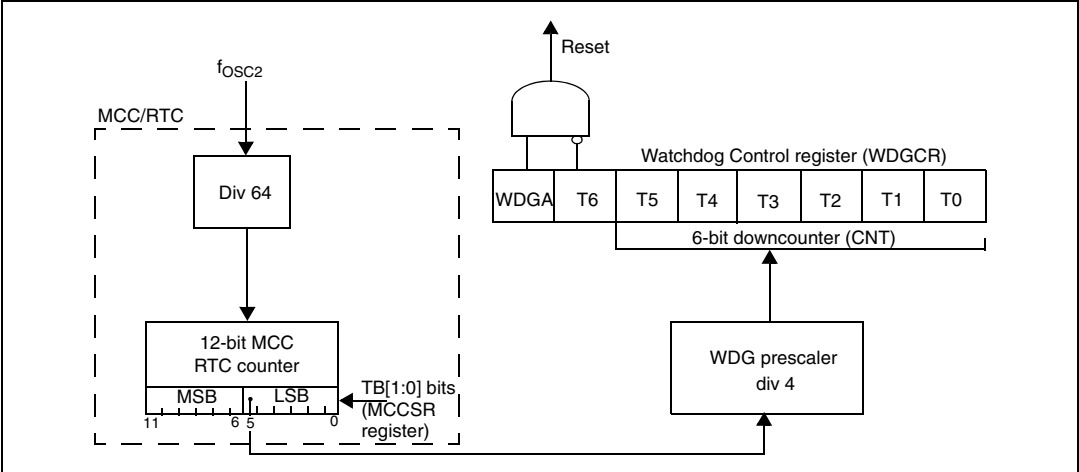 Reset
fOSC2
MCC/RTC
Div 64
Watchdog Control register (WDGCR)
WDGA T6 T5 T4 T3 T2 T1 T0
6-bit downcounter (CNT)
12-bit MCC
RTC counter
MSB LSB
11 6 5 0
TB[1:0] bits
(MCCSR
register)
WDG prescaler
div 4